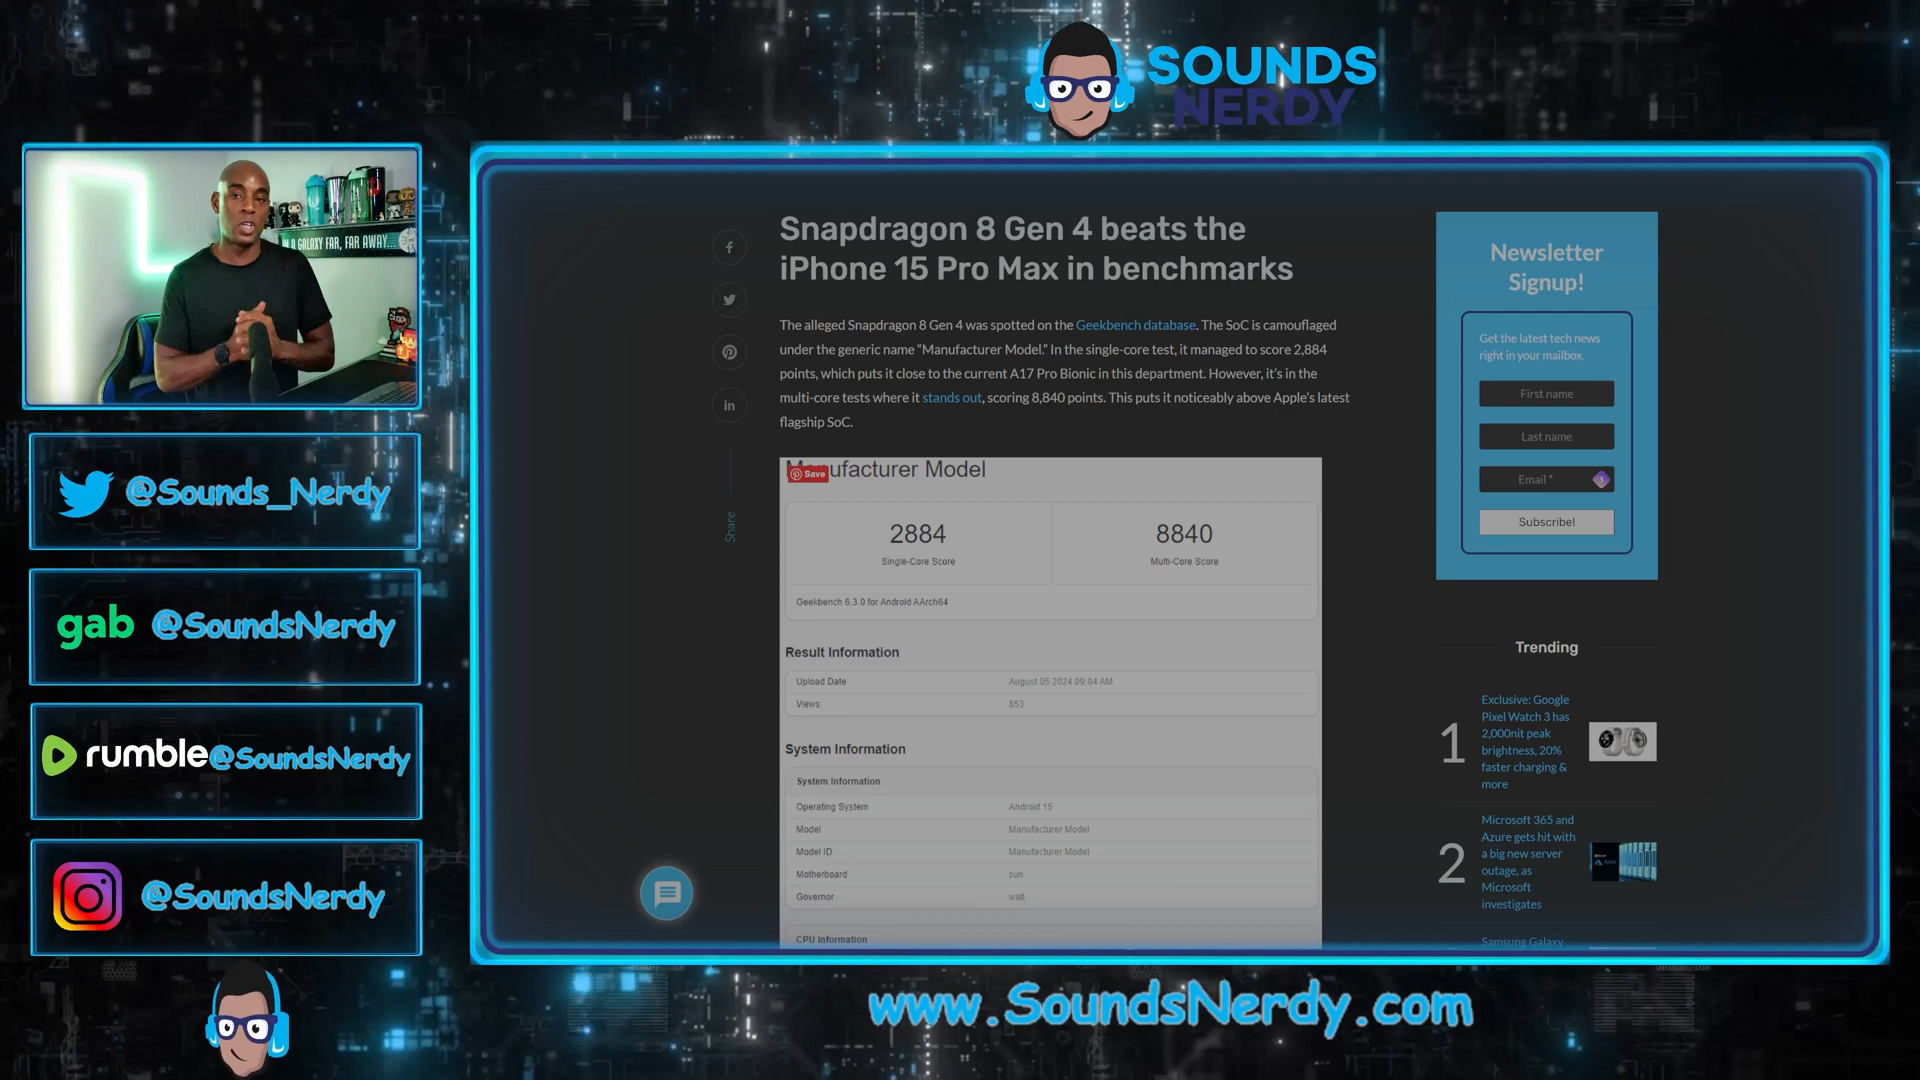 SOUNDS
NERDY
IN A GALAXY FAR, FAR AWAY...
@Sounds_Nerdy
gab @SoundsNerdy
rumble @SoundsNerdy
@SoundsNerdy
Share
Snapdragon 8 Gen 4 beats the
iPhone 15 Pro Max in benchmarks
The alleged Snapdragon 8 Gen 4 was spotted on the Geekbench database. The SoC is camouflaged
under the generic name “Manufacturer Model.” In the single-core test, it managed to score 2,884
points, which puts it close to the current A17 Pro Bionic in this department. However, it’s in the
multi-core tests where it stands out, scoring 8,840 points. This puts it noticeably above Apple’s latest
flagship SoC.
Manufacturer Model
Save
2884 8840
Single-Core Score Multi-Core Score
Geekbench 6.3.0 for Android AArch64
Result Information
Upload Date August 05 2024 09:04 AM
Views 853
System Information
System Information
Operating System Android 15
Model Manufacturer Model
Model ID Manufacturer Model
Motherboard sun
Governor walt
CPU Information
Newsletter
Signup!
Get the latest tech news
right in your mailbox.
First name
Last name
Email *
3
Subscribe!
Trending
1
Exclusive: Google
Pixel Watch 3 has
2,000nit peak
brightness, 20%
faster charging &
more
2
Microsoft 365 and
Azure gets hit with
a big new server
outage, as
Microsoft
investigates
Samsung Galaxy
www.SoundsNerdy.com